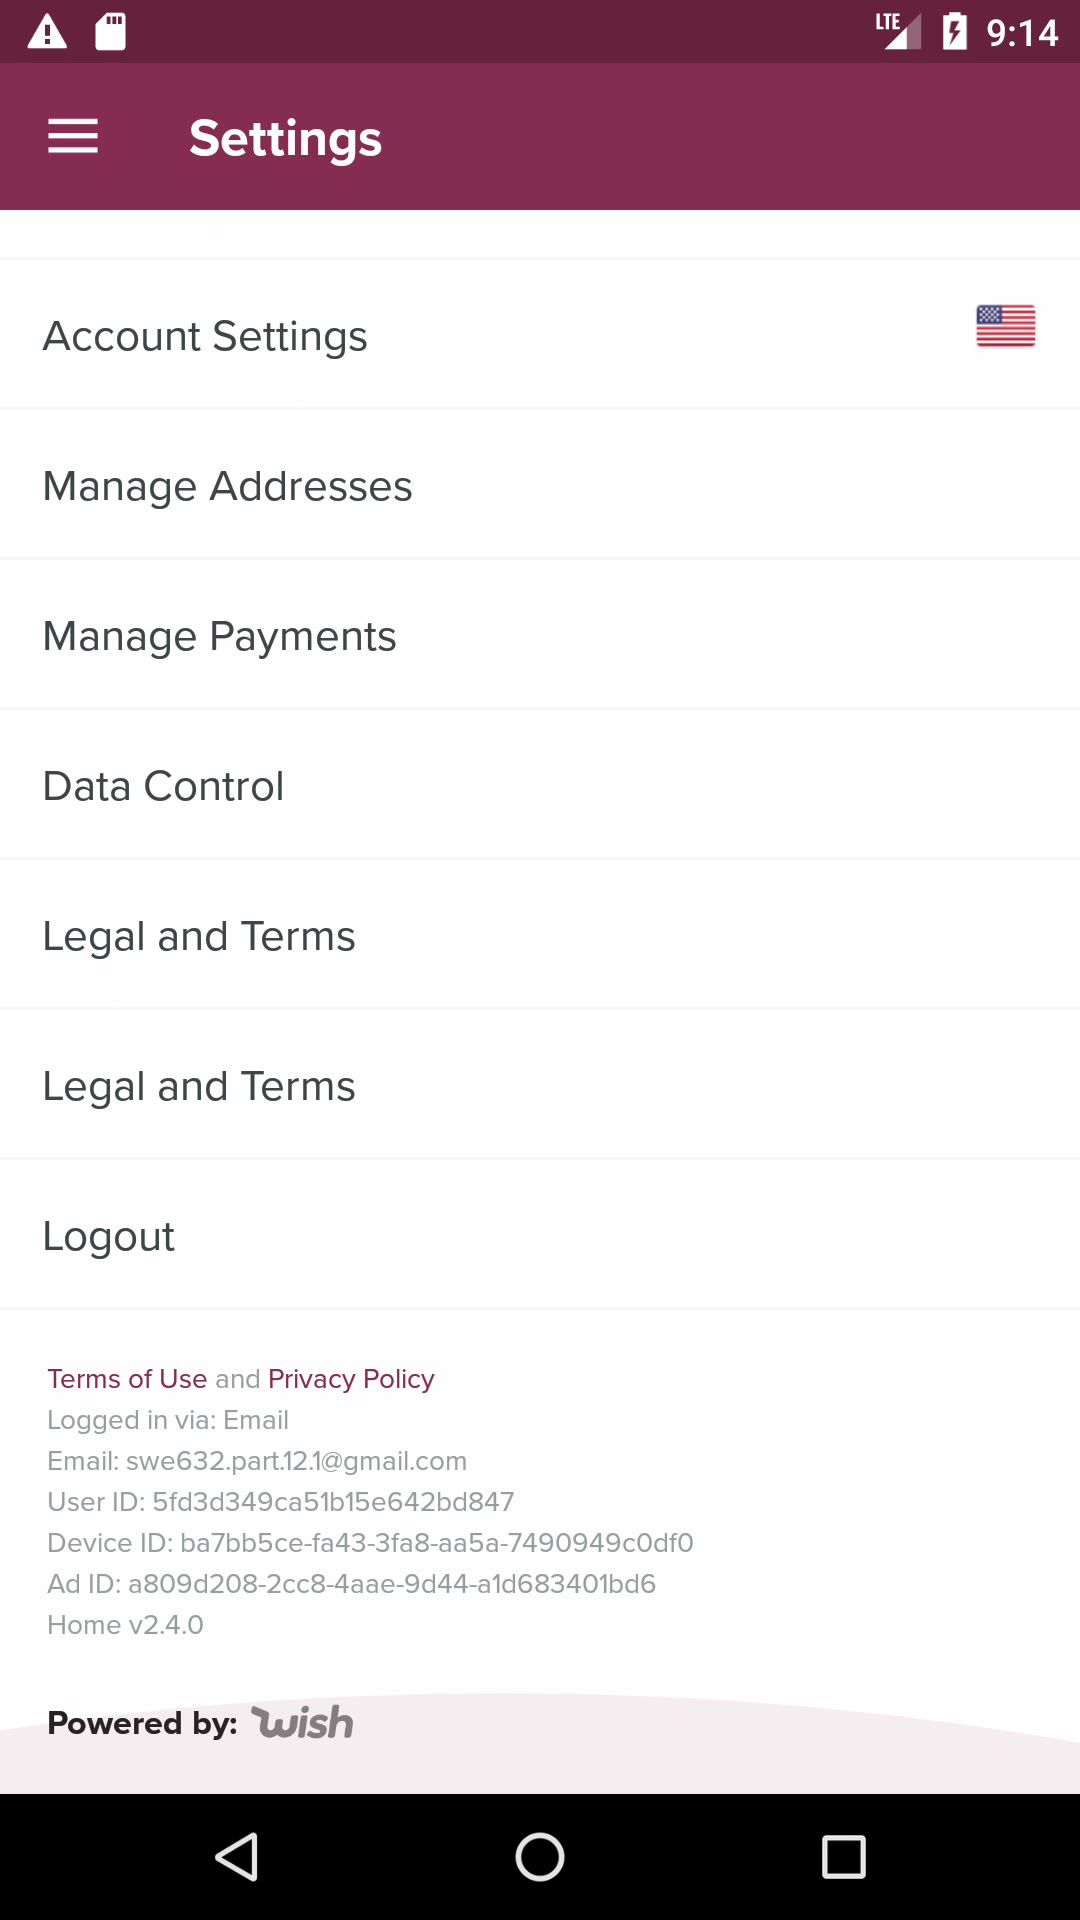 LTE 9:14
Settings
Account Settings
Manage Addresses
Manage Payments
Data Control
Legal and Terms
Legal and Terms
Logout
Terms of Use and Privacy Policy
Logged in via: Email
Email: swe632.part.12.1@gmail.com
User ID: 5fd3d349ca51b15e642bd847
Device ID: ba7bb5ce-fa43-3fa8-aa5a-7490949c0df0
Ad ID: a809d208-2cc8-4aae-9d44-a1d683401bd6
Home v2.4.0
Powered by: wish